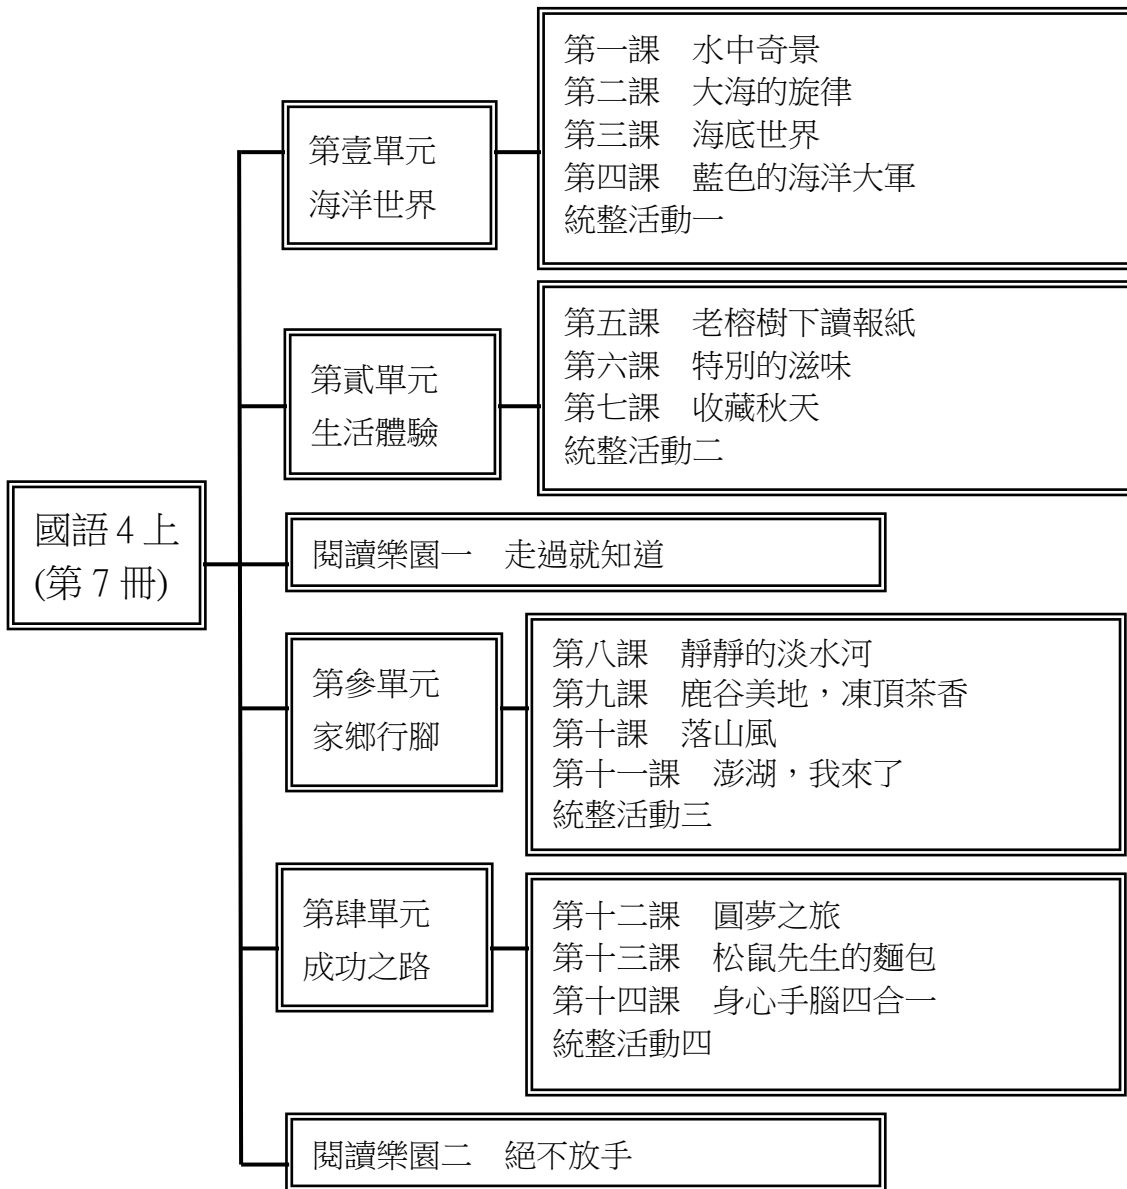 國語 4 上
(第 7 冊)
第壹單元
海洋世界
第一課　水中奇景
第二課　大海的旋律
第三課　海底世界
第四課　藍色的海洋大軍
統整活動一
第貳單元
生活體驗
第五課　老榕樹下讀報紙
第六課　特別的滋味
第七課　收藏秋天
統整活動二
閱讀樂園一　走過就知道
第參單元
家鄉行腳
第八課　靜靜的淡水河
第九課　鹿谷美地，凍頂茶香
第十課　落山風
第十一課　澎湖，我來了
統整活動三
第肆單元
成功之路
第十二課　圓夢之旅
第十三課　松鼠先生的麵包
第十四課　身心手腦四合一
統整活動四
閱讀樂園二　絕不放手